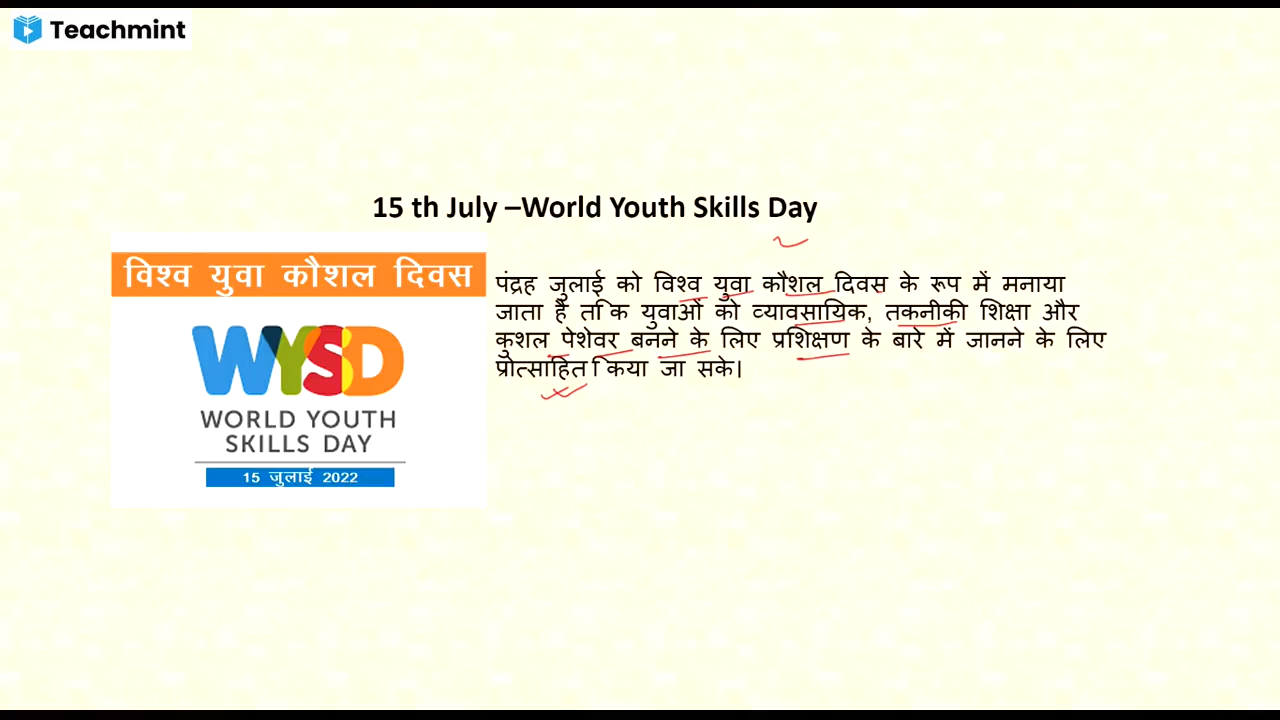 Teachmint
15 th July –World Youth Skills Day
विश्व युवा कौशल दिवस
WYSD
WORLD YOUTH
SKILLS DAY
15 जुलाई 2022
पंद्रह जुलाई को विश्व युवा कौशल दिवस के रूप में मनाया
जाता है ताकि युवाओं को व्यावसायिक, तकनीकी शिक्षा और
कुशल पेशेवर बनने के लिए प्रशिक्षण के बारे में जानने के लिए
प्रोत्साहित किया जा सके।